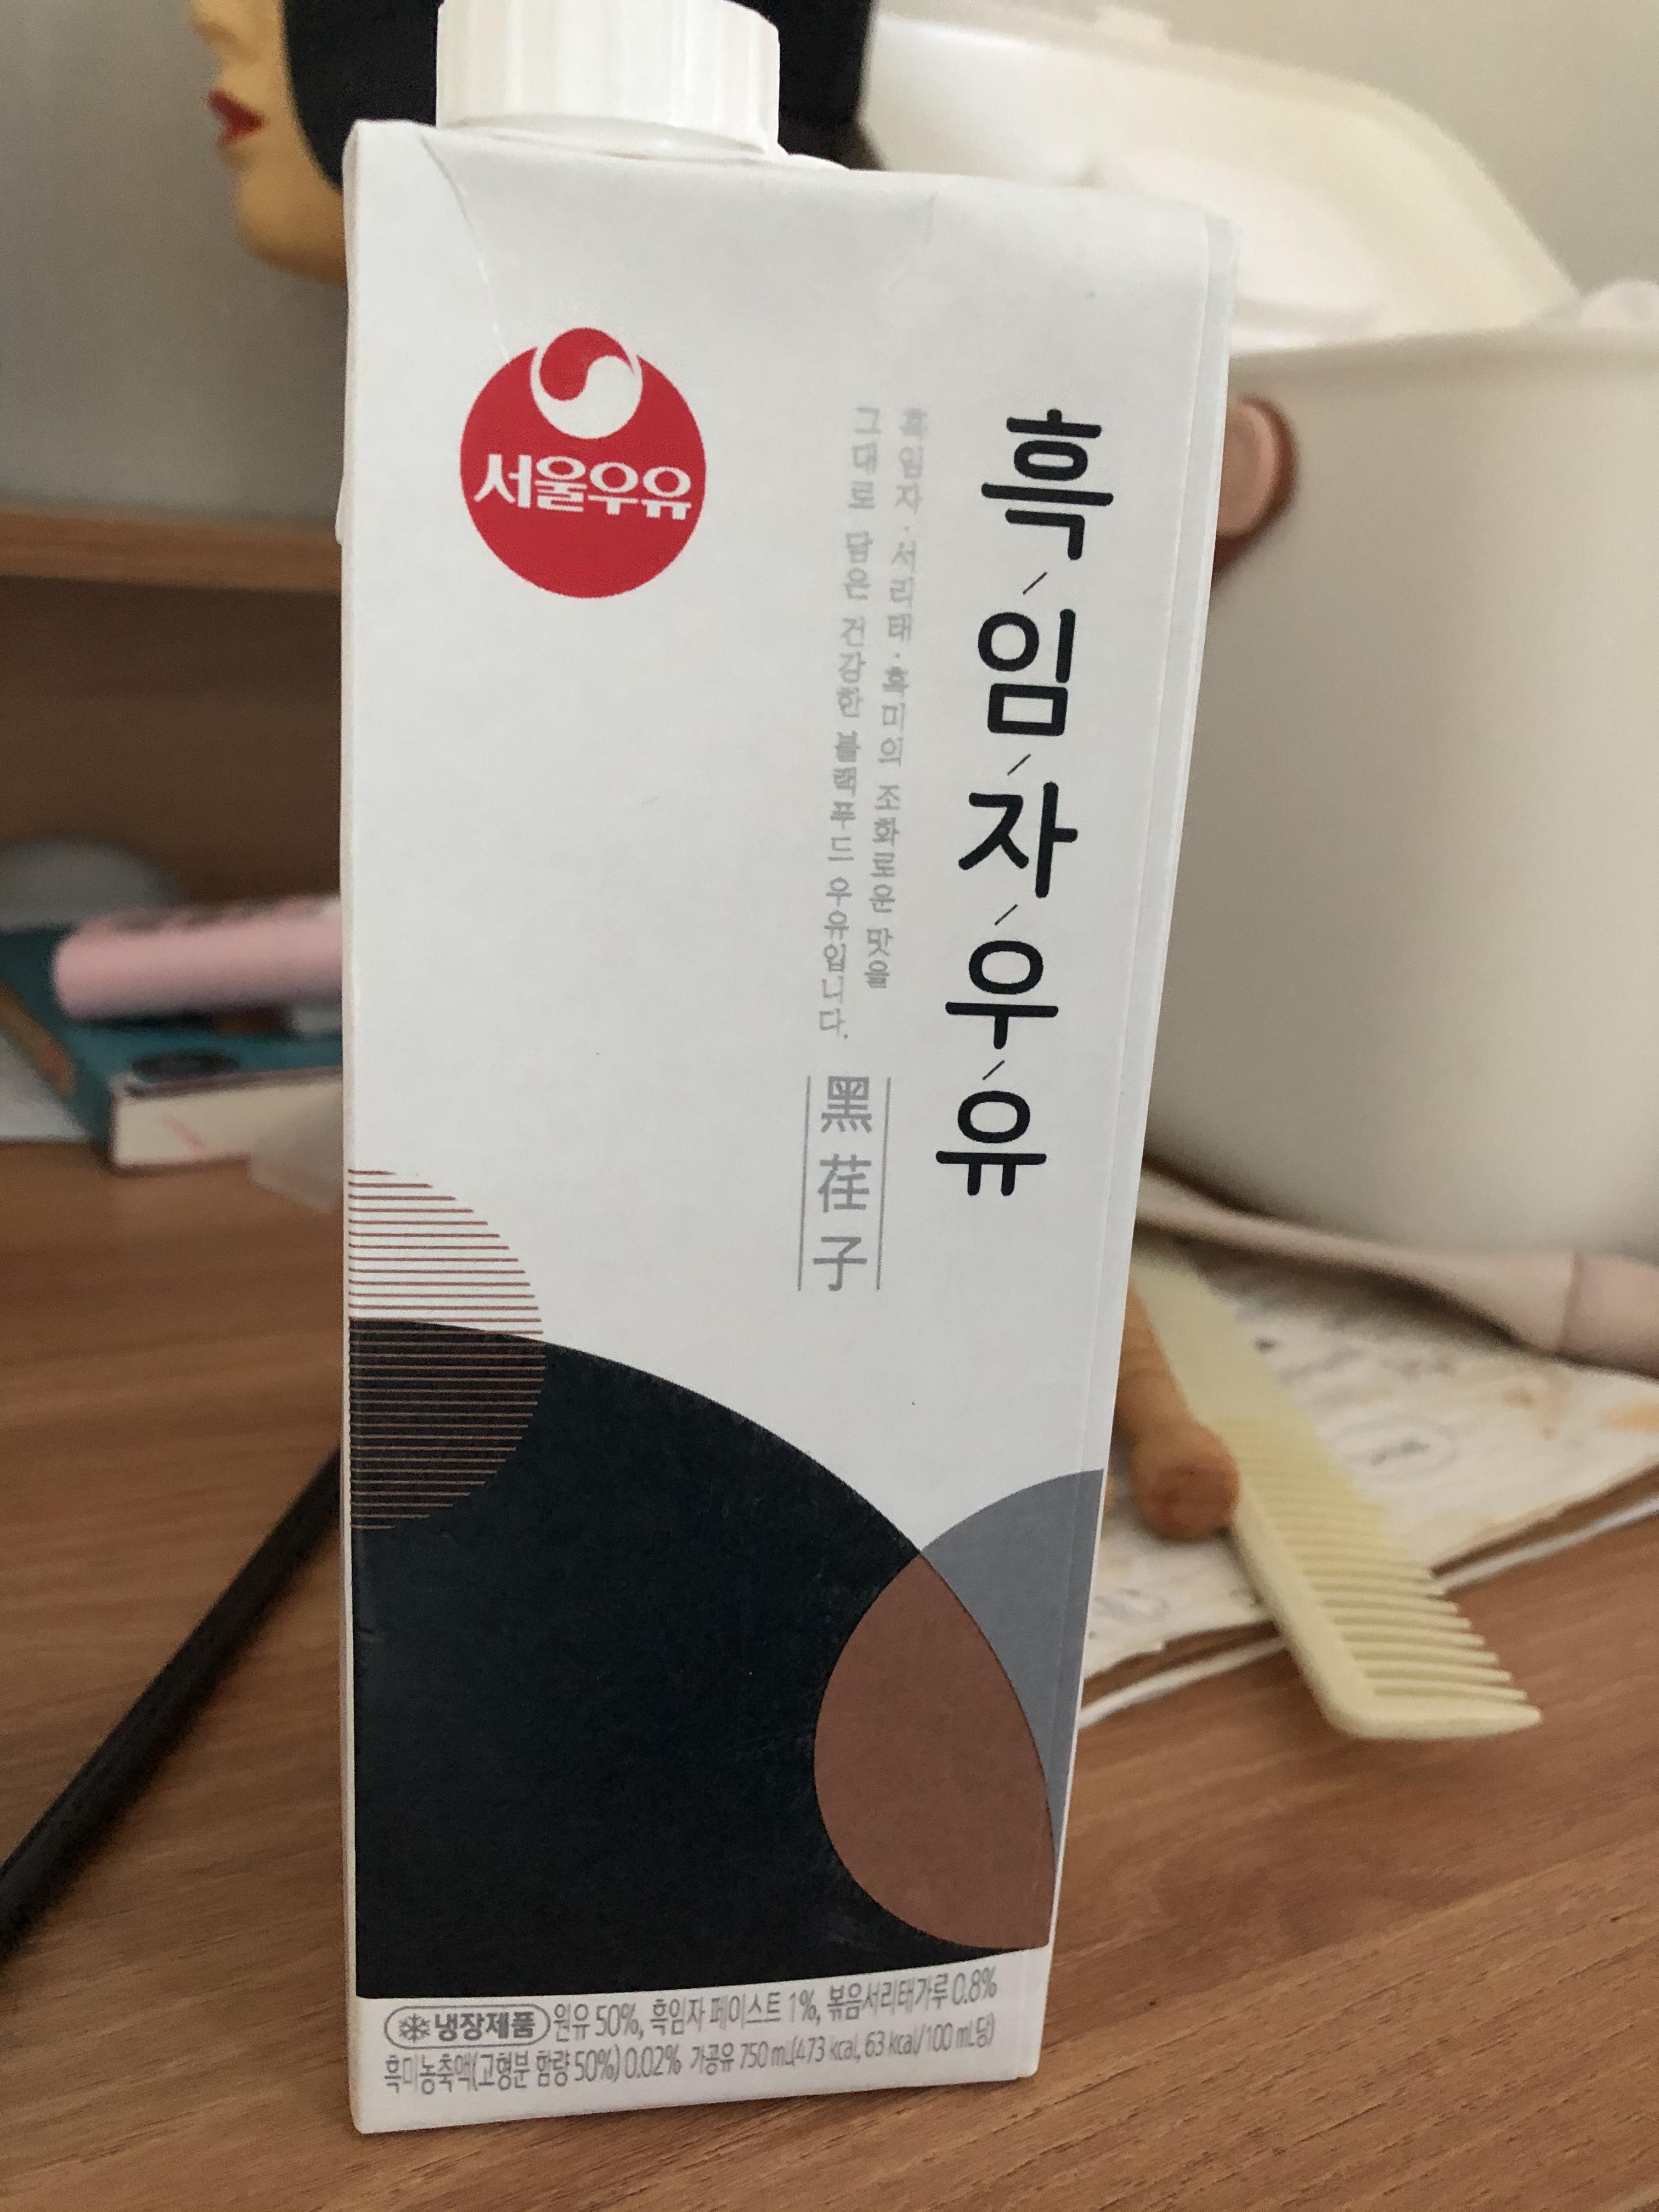 서울우유
흑임자우유
흑임자·서리태·흑미의 조화로운 맛을
그대로 담은 건강한 블랙푸드 우유입니다.
黑荏子
냉장제품 원유 50%, 흑임자 페이스트 1%, 볶음서리태가루 0.8%
흑미농축액(고형분 함량 50%) 0.02% 가공유 750 mL(473 kcal, 63 kcal/100 mL당)